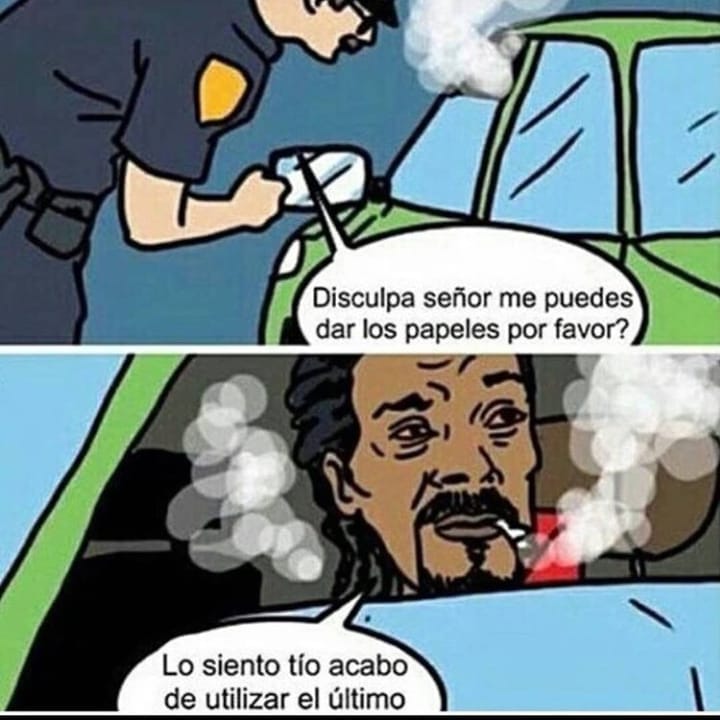 Disculpa señor me puedes
dar los papeles por favor?
Lo siento tío acabo
de utilizar el último